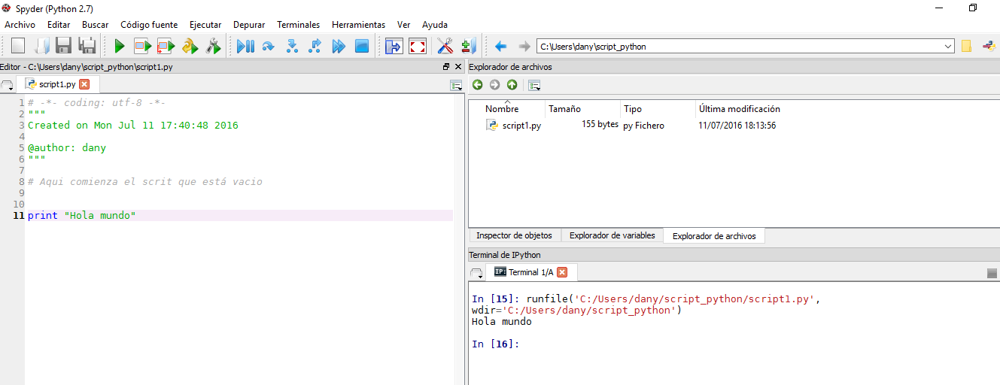 Spyder (Python 2.7)
Archivo Editar Buscar Código fuente Ejecutar Depurar Terminales Herramientas Ver Ayuda
C:\Users\dany\script_python
Editor - C:\Users\dany\script_python\script1.py
script1.py
1 # -*- coding: utf-8 -*-
2 """
3 Created on Mon Jul 11 17:40:48 2016
4
5 @author: dany
6 """
7
8 # Aqui comienza el scrit que está vacio
9
10
11 print "Hola mundo"
Explorador de archivos
Nombre Tamaño Tipo Última modificación
script1.py 155 bytes py Fichero 11/07/2016 18:13:56
Inspector de objetos Explorador de variables Explorador de archivos
Terminal de IPython
IP: Terminal 1/A
In [15]: runfile('C:/Users/dany/script_python/script1.py',
wdir='C:/Users/dany/script_python')
Hola mundo
In [16]: